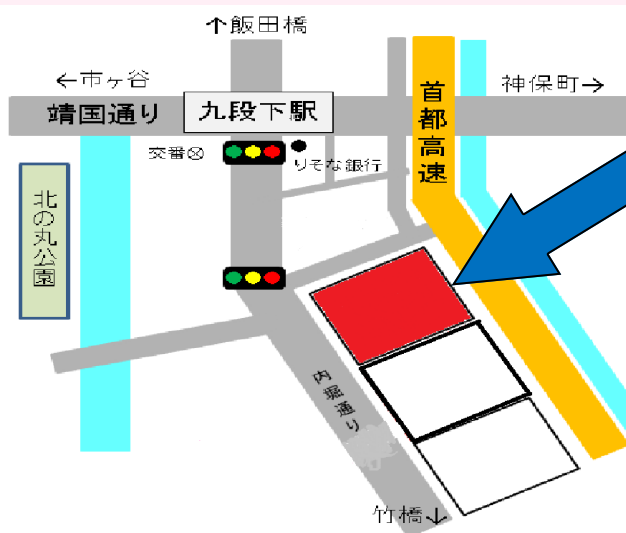 ↑飯田橋
←市ヶ谷
神保町→
靖国通り
九段下駅
首都高速
交番
りそな銀行
北の丸公園
内堀通り
竹橋↓